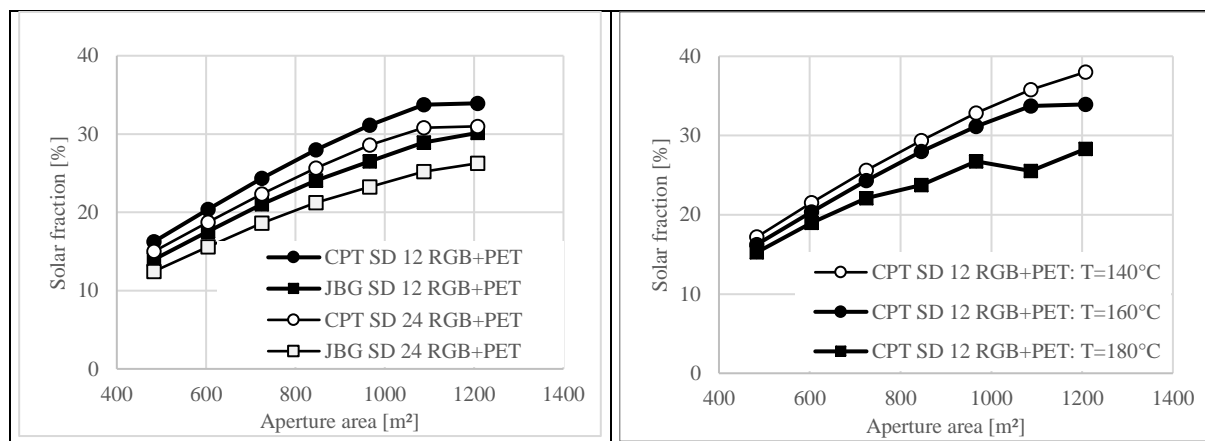 40
30
20
10
0
Solar fraction [%]
CPT SD 12 RGB+PET
JBG SD 12 RGB+PET
CPT SD 24 RGB+PET
JBG SD 24 RGB+PET
400 600 800 1000 1200 1400
Aperture area [m²]
40
30
20
10
0
Solar fraction [%]
CPT SD 12 RGB+PET: T=140°C
CPT SD 12 RGB+PET: T=160°C
CPT SD 12 RGB+PET: T=180°C
400 600 800 1000 1200 1400
Aperture area [m²]